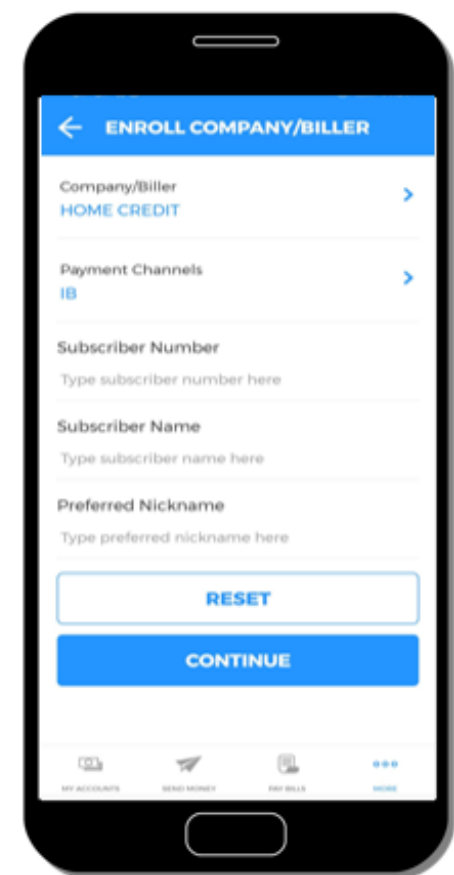 ENROLL COMPANY/BILLER
Company/Biller
HOME CREDIT
Payment Channels
IB
Subscriber Number
Type subscriber number here
Subscriber Name
Type subscriber name here
Preferred Nickname
Type preferred nickname here
RESET
CONTINUE
MY ACCOUNTS SEND MONEY PAY BILLS MORE